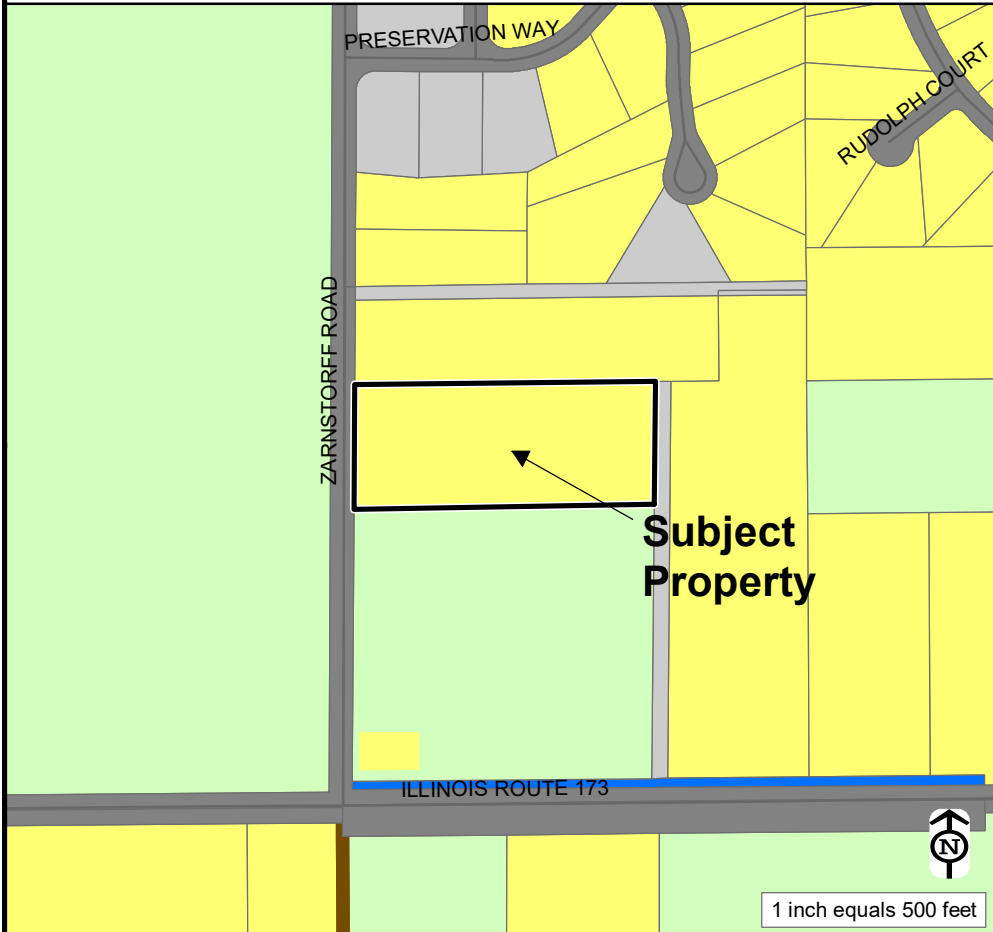 PRESERVATION WAY
RUDOLPH COURT
ZARNSTORFF ROAD
Subject
Property
ILLINOIS ROUTE 173
N
1 inch equals 500 feet